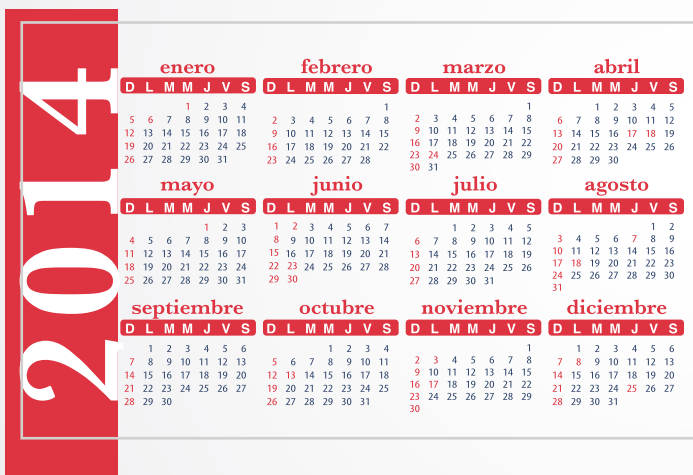 2014
enero
D L M M J V S
1 2 3 4
5 6 7 8 9 10 11
12 13 14 15 16 17 18
19 20 21 22 23 24 25
26 27 28 29 30 31
febrero
D L M M J V S
1
2 3 4 5 6 7 8
9 10 11 12 13 14 15
16 17 18 19 20 21 22
23 24 25 26 27 28
marzo
D L M M J V S
1
2 3 4 5 6 7 8
9 10 11 12 13 14 15
16 17 18 19 20 21 22
23 24 25 26 27 28 29
30 31
abril
D L M M J V S
1 2 3 4 5
6 7 8 9 10 11 12
13 14 15 16 17 18 19
20 21 22 23 24 25 26
27 28 29 30
mayo
D L M M J V S
1 2 3
4 5 6 7 8 9 10
11 12 13 14 15 16 17
18 19 20 21 22 23 24
25 26 27 28 29 30 31
junio
D L M M J V S
1 2 3 4 5 6 7
8 9 10 11 12 13 14
15 16 17 18 19 20 21
22 23 24 25 26 27 28
29 30
julio
D L M M J V S
1 2 3 4 5
6 7 8 9 10 11 12
13 14 15 16 17 18 19
20 21 22 23 24 25 26
27 28 29 30 31
agosto
D L M M J V S
1 2
3 4 5 6 7 8 9
10 11 12 13 14 15 16
17 18 19 20 21 22 23
24 25 26 27 28 29 30
31
septiembre
D L M M J V S
1 2 3 4 5 6
7 8 9 10 11 12 13
14 15 16 17 18 19 20
21 22 23 24 25 26 27
28 29 30
octubre
D L M M J V S
1 2 3 4
5 6 7 8 9 10 11
12 13 14 15 16 17 18
19 20 21 22 23 24 25
26 27 28 29 30 31
noviembre
D L M M J V S
1
2 3 4 5 6 7 8
9 10 11 12 13 14 15
16 17 18 19 20 21 22
23 24 25 26 27 28 29
30
diciembre
D L M M J V S
1 2 3 4 5 6
7 8 9 10 11 12 13
14 15 16 17 18 19 20
21 22 23 24 25 26 27
28 29 30 31